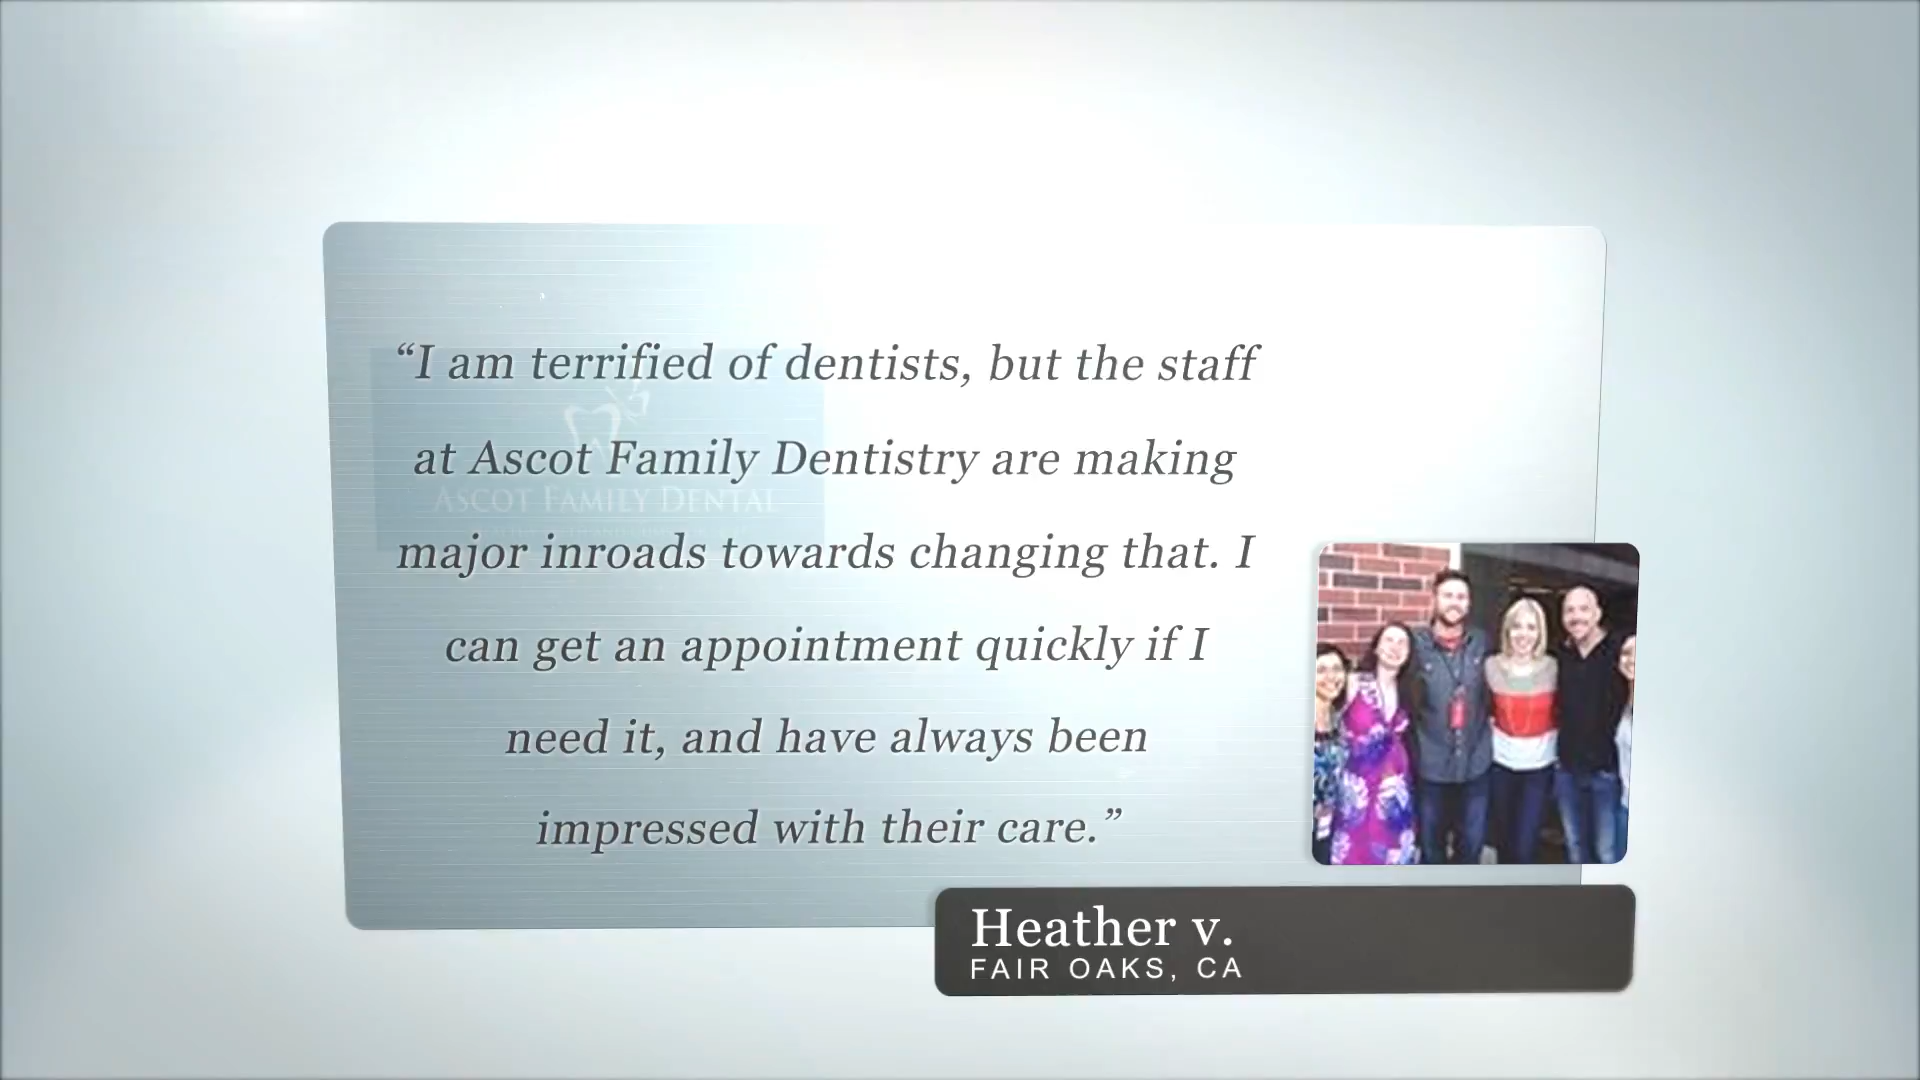 “I am terrified of dentists, but the staff
at Ascot Family Dentistry are making
major inroads towards changing that. I
can get an appointment quickly if I
need it, and have always been
impressed with their care.”
ASCOT FAMILY DENTAL
Heather v.
FAIR OAKS, CA